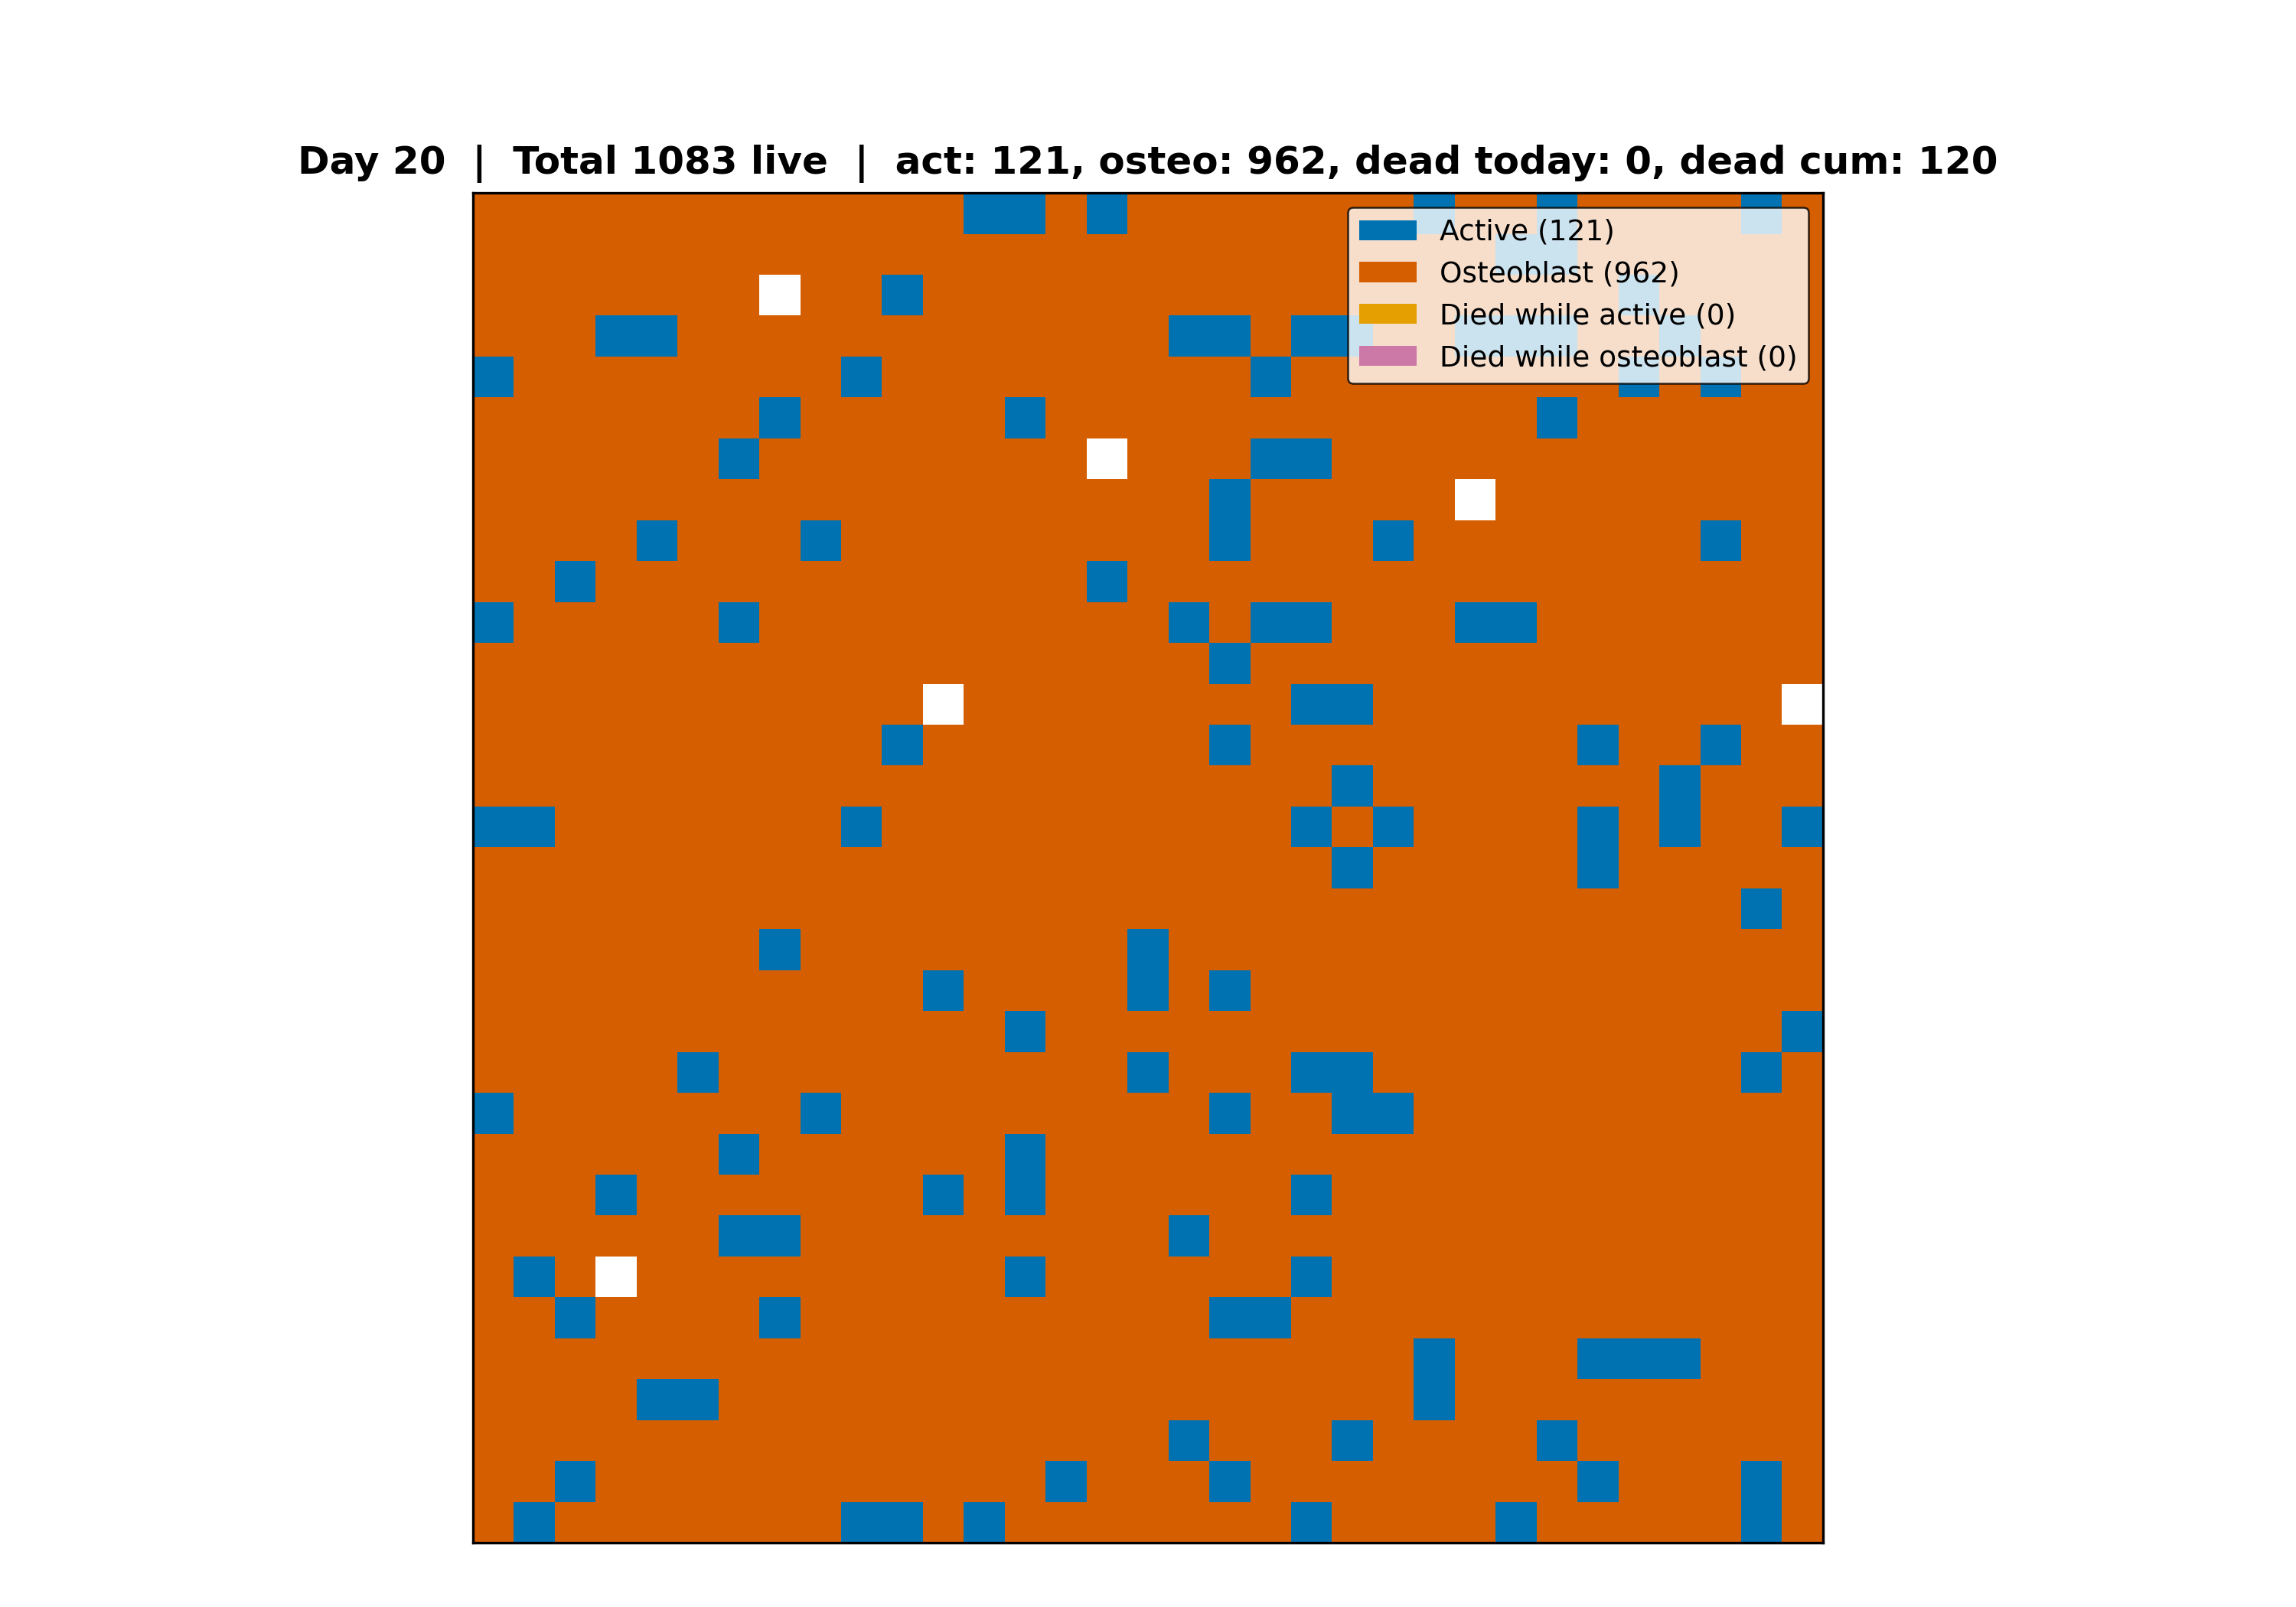 Day 20 | Total 1083 live | act: 121, osteo: 962, dead today: 0, dead cum: 120
Active (121)
Osteoblast (962)
Died while active (0)
Died while osteoblast (0)